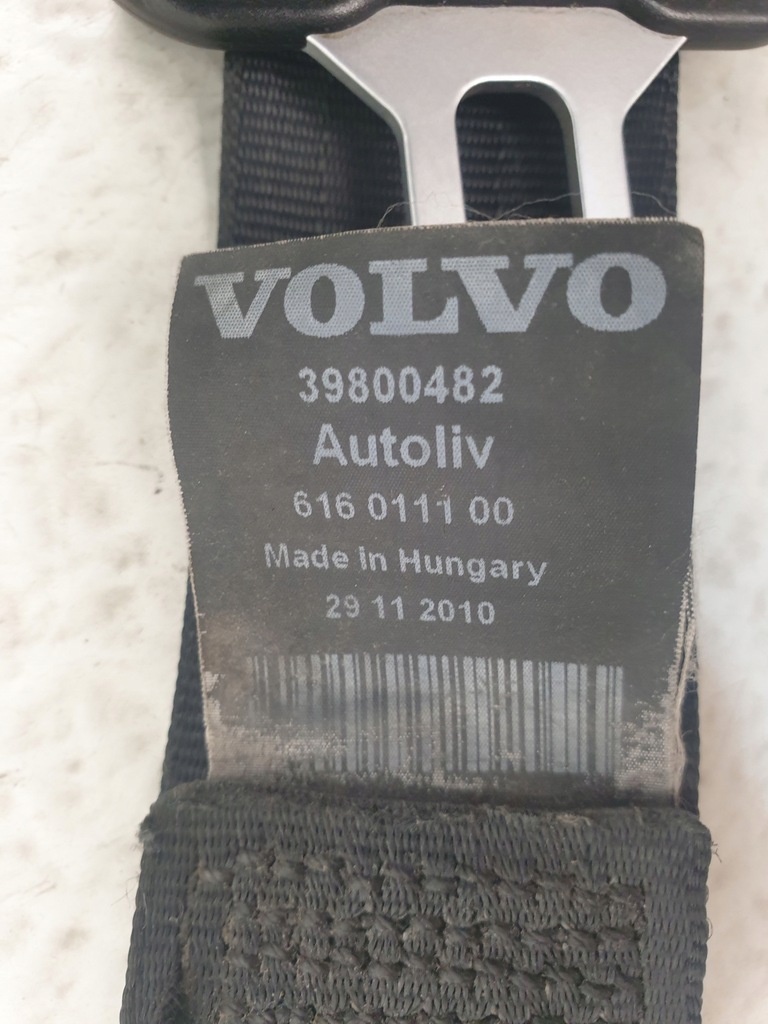 VOLVO
39800482
Autoliv
616 0111 00
Made in Hungary
29 11 2010